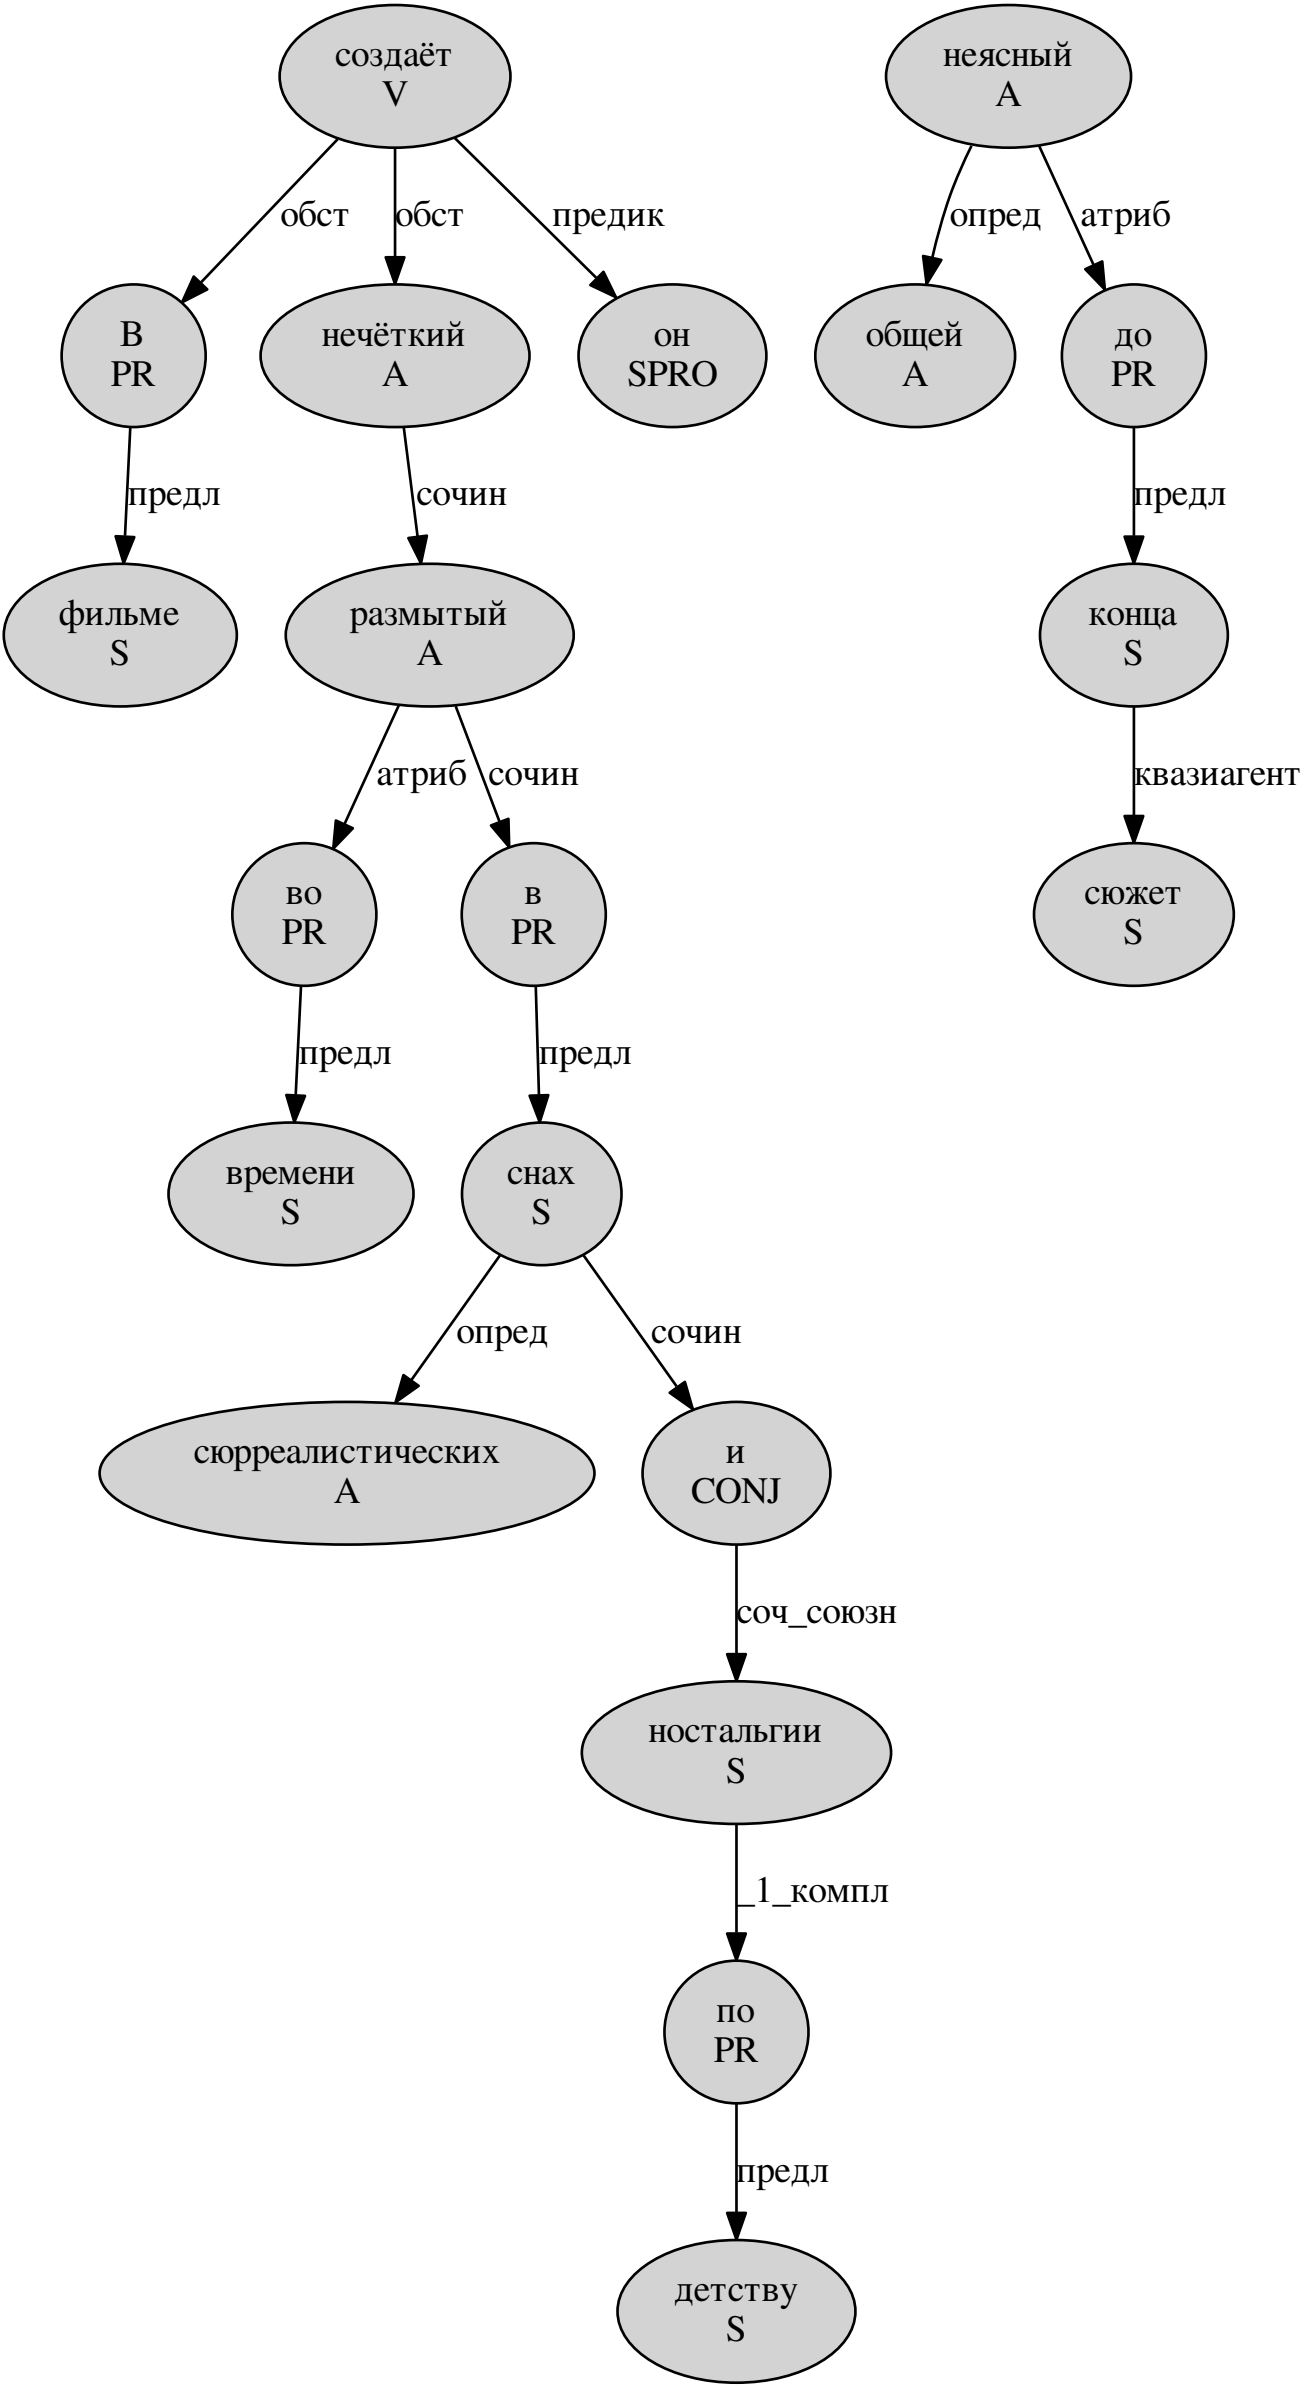 создаёт
V
неясный
A
обст
обст
предик
опред
атриб
В
PR
нечёткий
A
он
SPRO
общей
A
до
PR
предл
сочин
предл
фильме
S
размытый
A
конца
S
атриб
сочин
квазиагент
во
PR
в
PR
сюжет
S
предл
предл
времени
S
снах
S
опред
сочин
сюрреалистических
A
и
CONJ
соч_союзн
ностальгии
S
_1_компл
по
PR
предл
детству
S